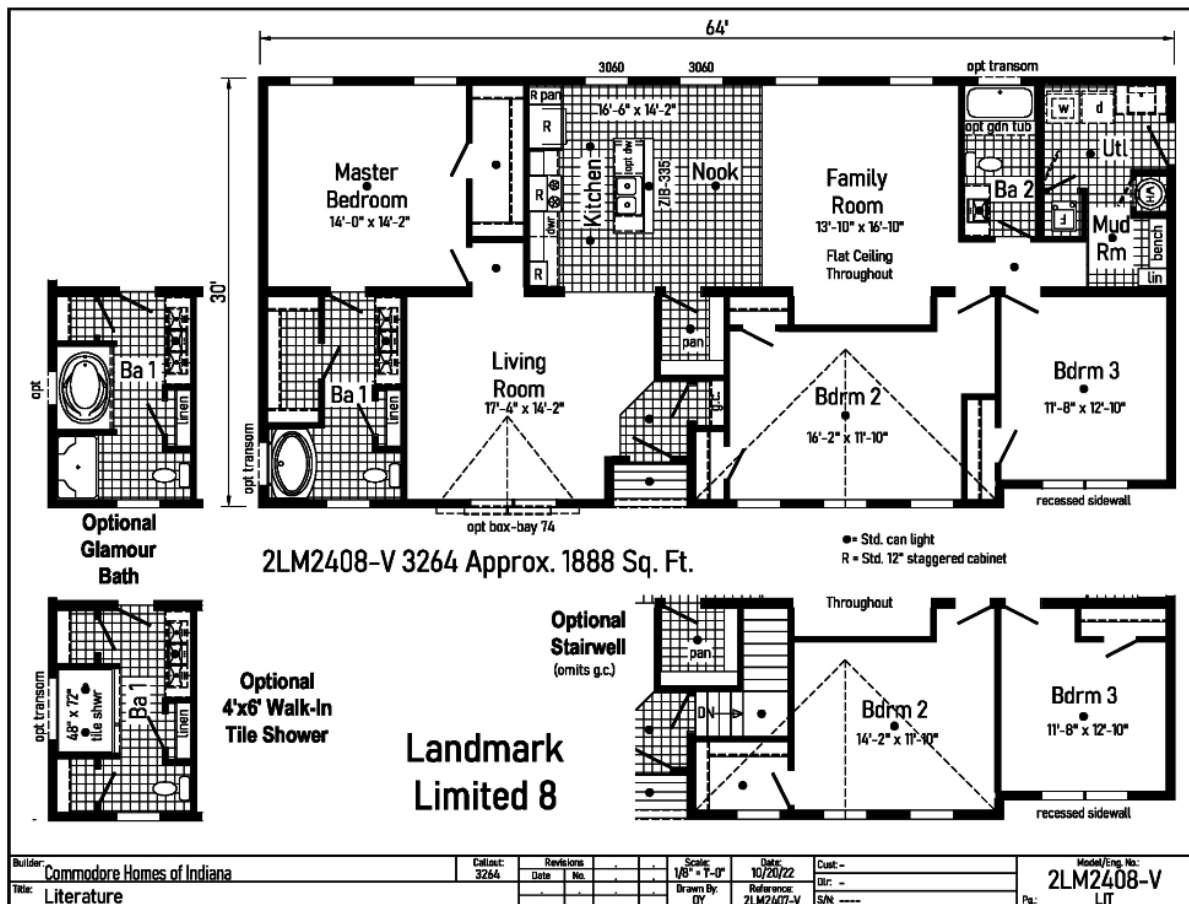 64'
3060
3060
opt transom
30'
R pan
R
16'-6" x 14'-2"
Kitchen
opt dw
ZIB-335
Nook
R
dwr
R
Master
Bedroom
14'-0" x 14'-2"
Family
Room
13'-10" x 16'-10"
Flat Ceiling
Throughout
opt gdn tub
Ba 2
w
d
Utl
WH
F
Mud
Rm
bench
lin
opt
Ba 1
linen
Ba 1
linen
opt transom
Living
Room
17'-4" x 14'-2"
pan
g.c.
Bdrm 2
16'-2" x 11'-10"
Bdrm 3
11'-8" x 12'-10"
recessed sidewall
opt box-bay 74
Optional
Glamour
Bath
2LM2408-V 3264 Approx. 1888 Sq. Ft.
●= Std. can light
R = Std. 12" staggered cabinet
opt transom
48" x 72"
tile shwr
Ba 1
linen
Optional
4'x6' Walk-In
Tile Shower
Landmark
Limited 8
Optional
Stairwell
(omits g.c.)
Throughout
pan
DN
Bdrm 2
14'-2" x 11'-10"
Bdrm 3
11'-8" x 12'-10"
recessed sidewall
Builder: Commodore Homes of Indiana
Title: Literature
Callout:
3264
Revisions
Date No.
Scale:
1/8" = 1'-0"
Drawn By:
DY
Date:
10/20/22
Reference:
2LM2407-V
Cust: -
Dlr: -
S/N: ----
Model/Eng. No.:
2LM2408-V
Pg.: LIT